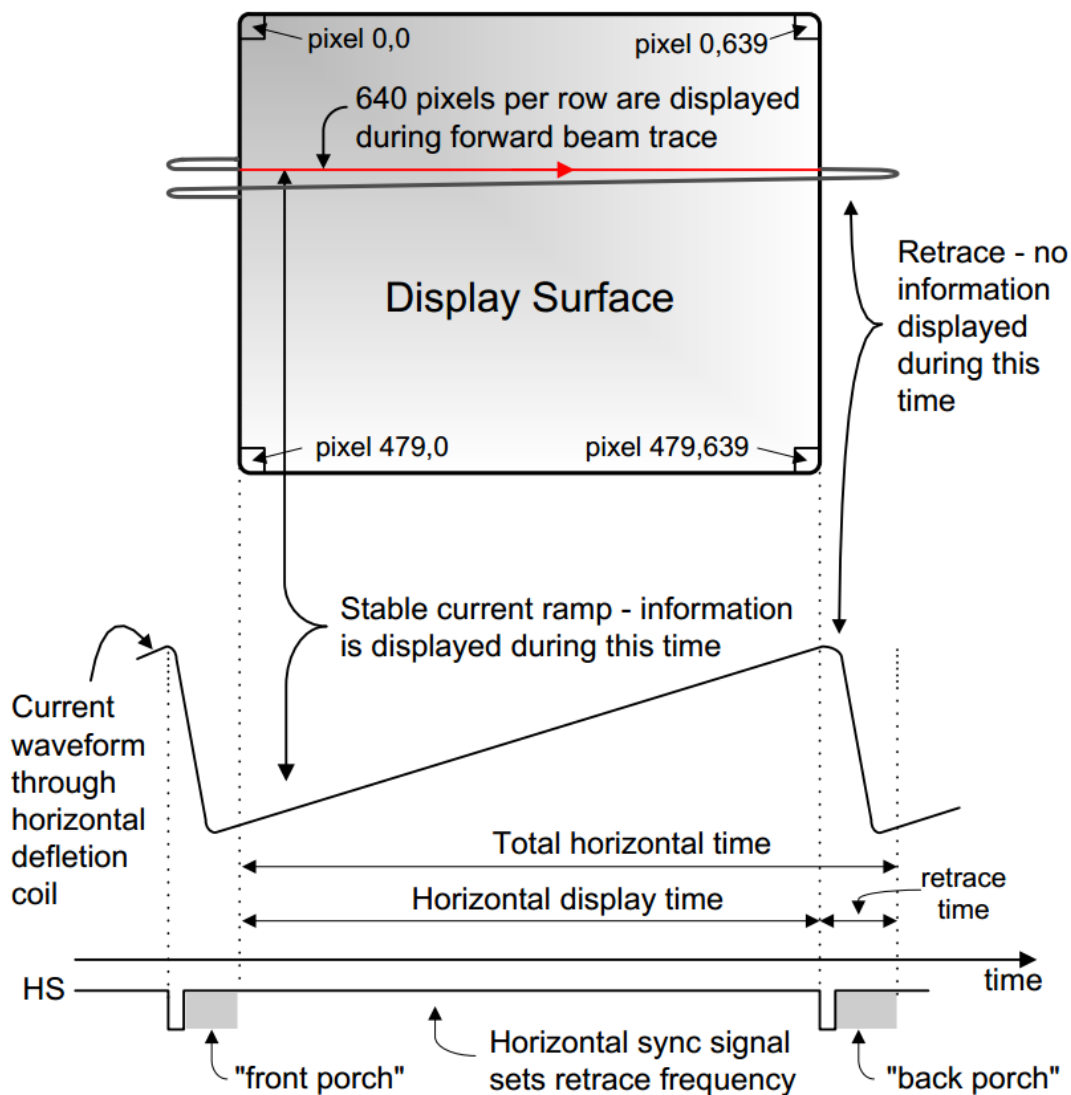 pixel 0,0
pixel 0,639
640 pixels per row are displayed
during forward beam trace
Retrace - no
information
displayed
during this
time
Display Surface
pixel 479,0
pixel 479,639
Stable current ramp - information
is displayed during this time
Current
waveform
through
horizontal
defletion
coil
Total horizontal time
Horizontal display time
retrace
time
time
HS
Horizontal sync signal
sets retrace frequency
"front porch"
"back porch"